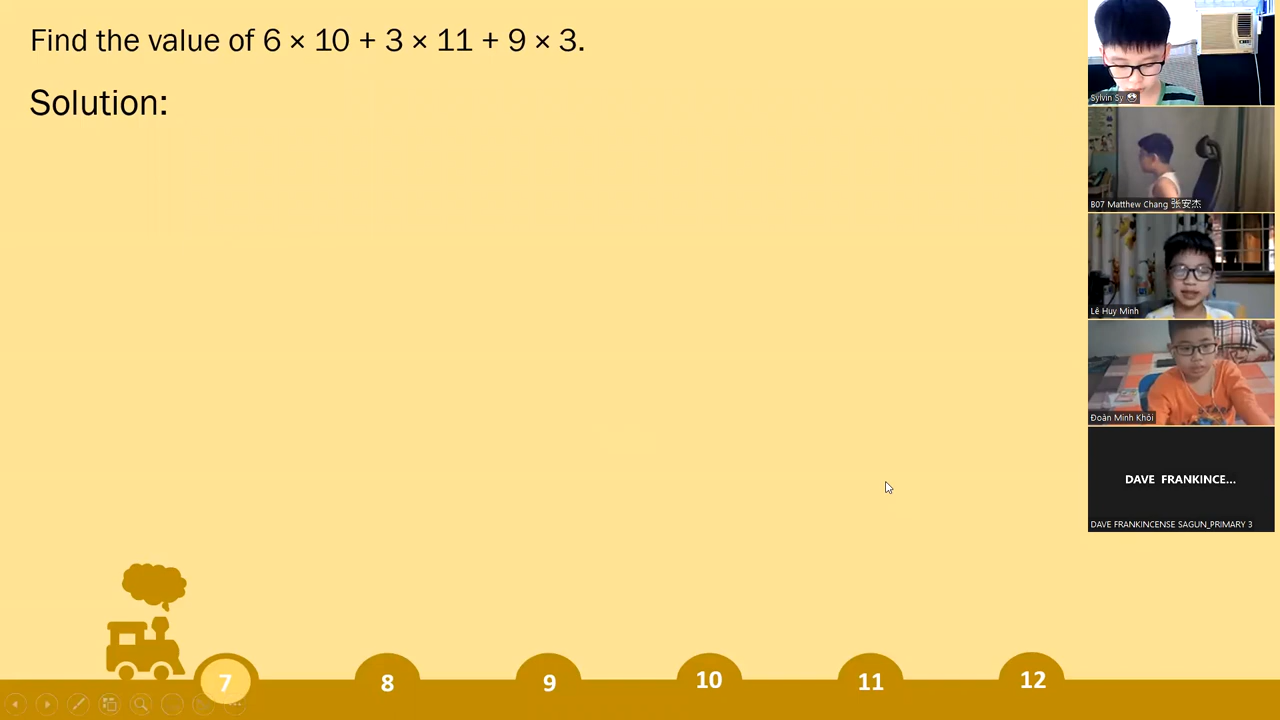 Find the value of 6 × 10 + 3 × 11 + 9 × 3.
Solution:
Sylvin Sy
B07 Matthew Chang 张安杰
Lê Huy Minh
Đoàn Minh Khôi
DAVE FRANKINCE...
DAVE FRANKINCENSE SAGUN_PRIMARY 3
7
8
9
10
11
12